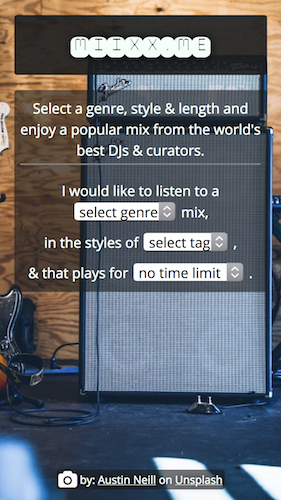 MIIXX.ME
Fender
Select a genre, style & length and
enjoy a popular mix from the world's
best DJs & curators.
I would like to listen to a
select genre mix,
in the styles of select tag ,
& that plays for no time limit .
by: Austin Neill on Unsplash